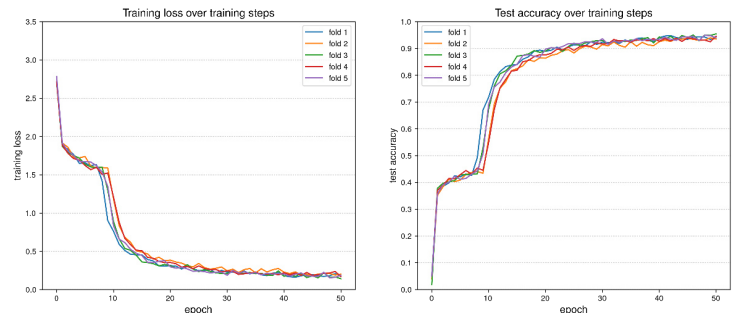 Training loss over training steps
3.5
3.0
2.5
2.0
1.5
1.0
0.5
0.0
training loss
fold 1
fold 2
fold 3
fold 4
fold 5
0
10
20
30
40
50
epoch
Test accuracy over training steps
1.0
0.9
0.8
0.7
0.6
0.5
0.4
0.3
0.2
0.1
0.0
test accuracy
fold 1
fold 2
fold 3
fold 4
fold 5
0
10
20
30
40
50
epoch